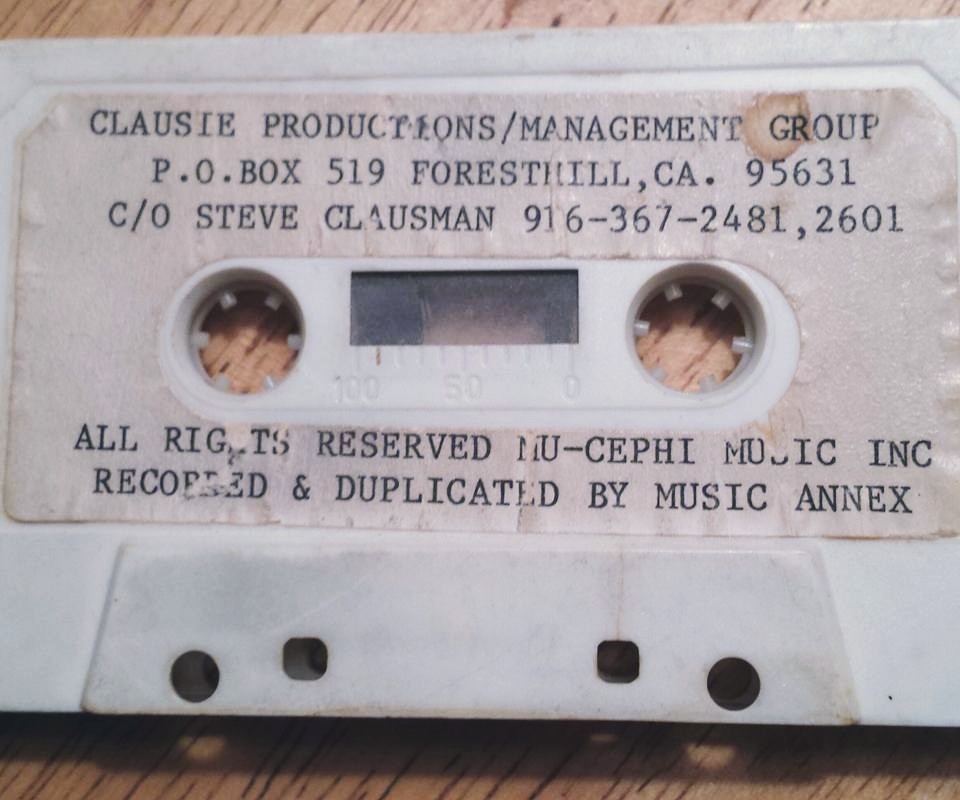 CLAUSIE PRODUCTIONS/MANAGEMENT GROUP
P.O.BOX 519 FORESTHILL,CA. 95631
C/O STEVE CLAUSMAN 916-367-2481,2601
100 50 0
ALL RIGHTS RESERVED NU-CEPHI MUSIC INC
RECORDED & DUPLICATED BY MUSIC ANNEX